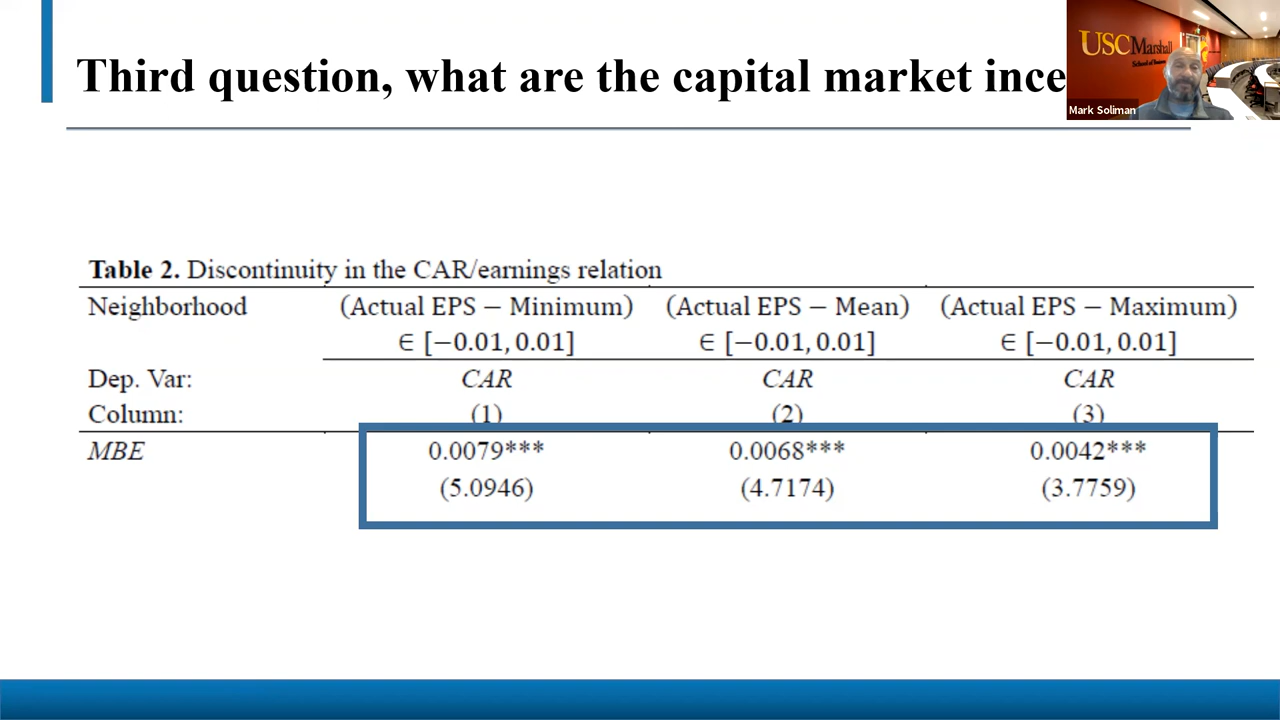 Third question, what are the capital market ince
USC Marshall
School of Business
Mark Soliman
Table 2. Discontinuity in the CAR/earnings relation
Neighborhood (Actual EPS − Minimum) (Actual EPS − Mean) (Actual EPS − Maximum)
∈ [−0.01, 0.01] ∈ [−0.01, 0.01] ∈ [−0.01, 0.01]
Dep. Var: CAR CAR CAR
Column: (1) (2) (3)
MBE 0.0079*** 0.0068*** 0.0042***
(5.0946) (4.7174) (3.7759)